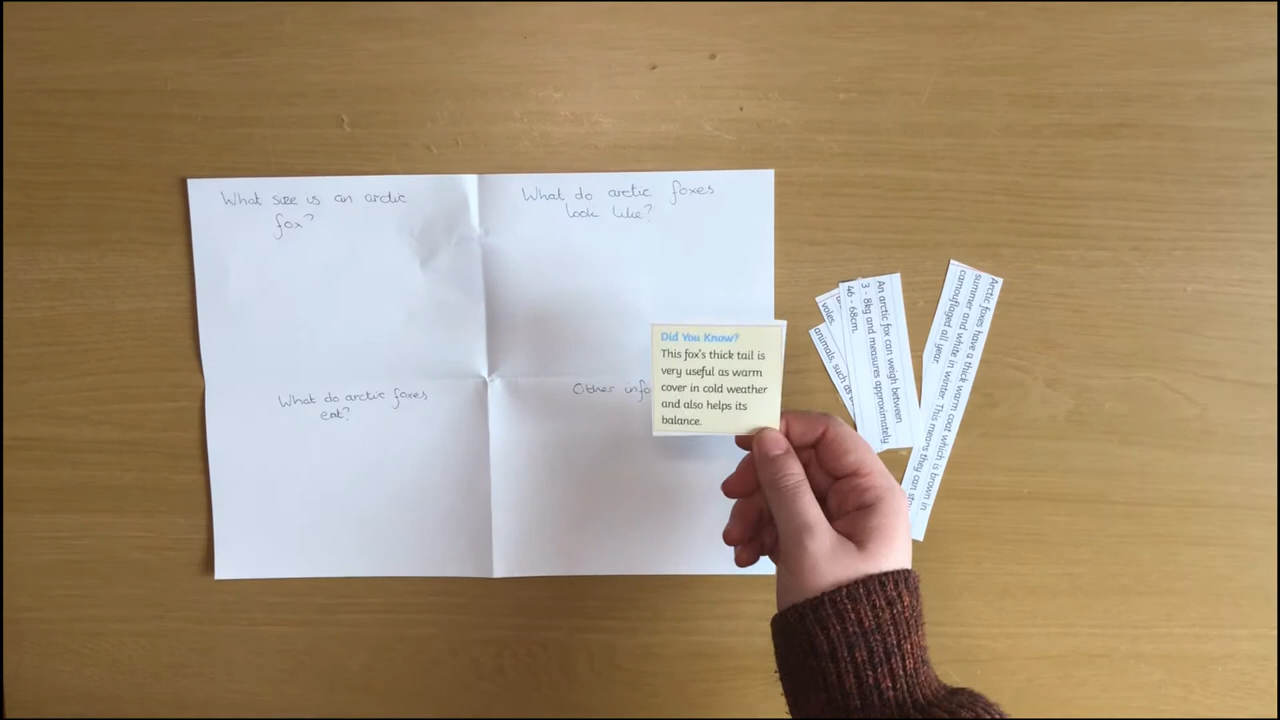 What size is an arctic
fox?
What do arctic foxes
look like?
What do arctic foxes
eat?
Other info
Did You Know?
This fox's thick tail is
very useful as warm
cover in cold weather
and also helps its
balance.
voles.
animals, such as
An arctic fox can weigh between
3 - 8kg and measures approximately
46 - 68cm.
Arctic foxes have a thick warm coat which is brown in
summer and white in winter. This means they can
camouflaged all year.